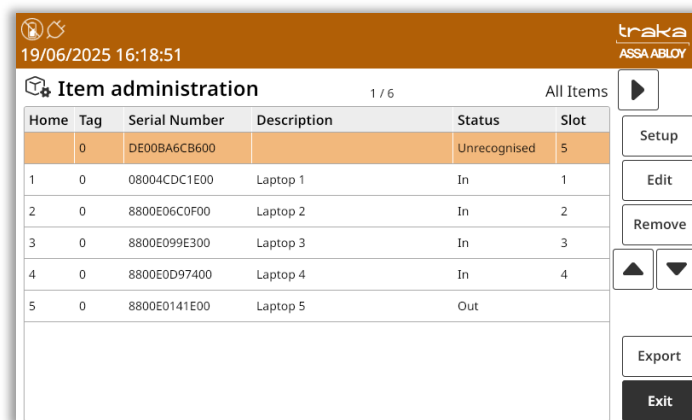 19/06/2025 16:18:51
traka
ASSA ABLOY
Item administration 1 / 6 All Items
Home Tag Serial Number Description Status Slot
0 DE00BA6CB600 Unrecognised 5
1 0 08004CDC1E00 Laptop 1 In 1
2 0 8800E06C0F00 Laptop 2 In 2
3 0 8800E099E300 Laptop 3 In 3
4 0 8800E0D97400 Laptop 4 In 4
5 0 8800E0141E00 Laptop 5 Out
Setup
Edit
Remove
Export
Exit